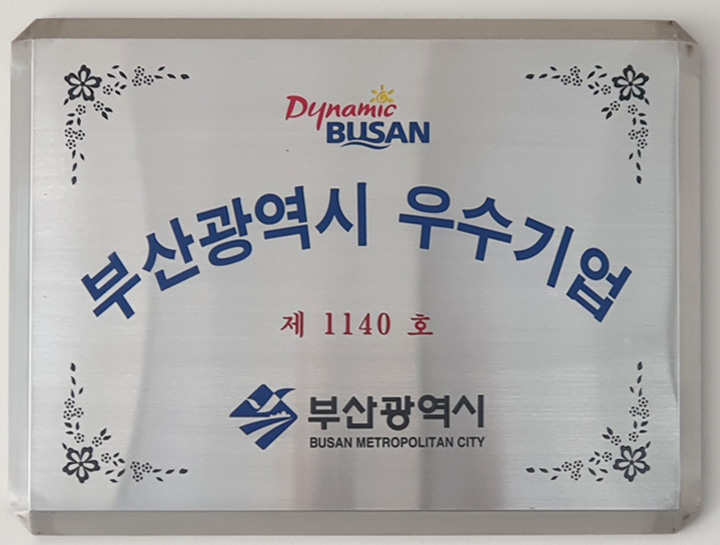 Dynamic
BUSAN
부산광역시 우수기업
제 1140 호
부산광역시
BUSAN METROPOLITAN CITY